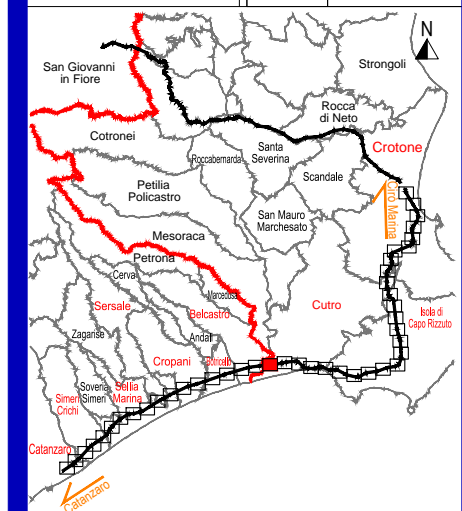 N
San Giovanni
in Fiore
Strongoli
Rocca
di Neto
Cotronei
Crotone
Santa
Severina
Roccabernarda
Scandale
Petilia
Policastro
Cirò Marina
San Mauro
Marchesato
Mesoraca
Petrona
Cerva
Marcedusa
Sersale
Belcastro
Cutro
Isola di
Capo Rizzuto
Zagarise
Andali
Cropani
Botricello
Soveria
Simeri
Sellia
Marina
Simeri
Crichi
Catanzaro
Catanzaro